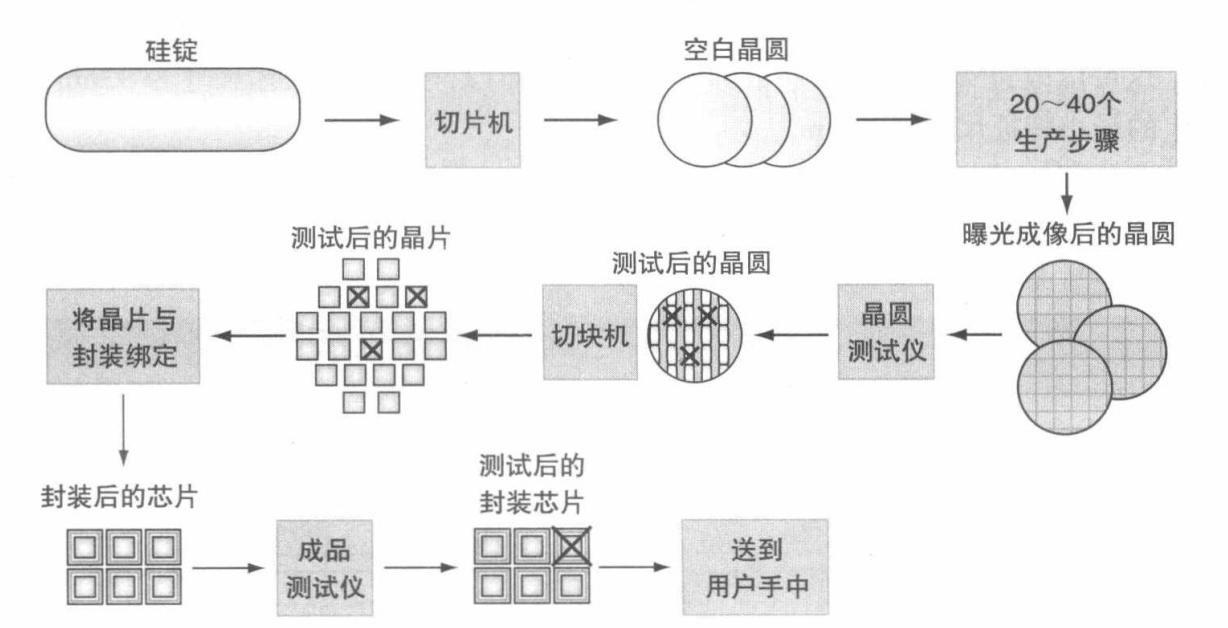 硅锭
切片机
空白晶圆
20～40个
生产步骤
曝光成像后的晶圆
晶圆
测试仪
测试后的晶圆
切块机
测试后的晶片
将晶片与
封装绑定
封装后的芯片
成品
测试仪
测试后的
封装芯片
送到
用户手中